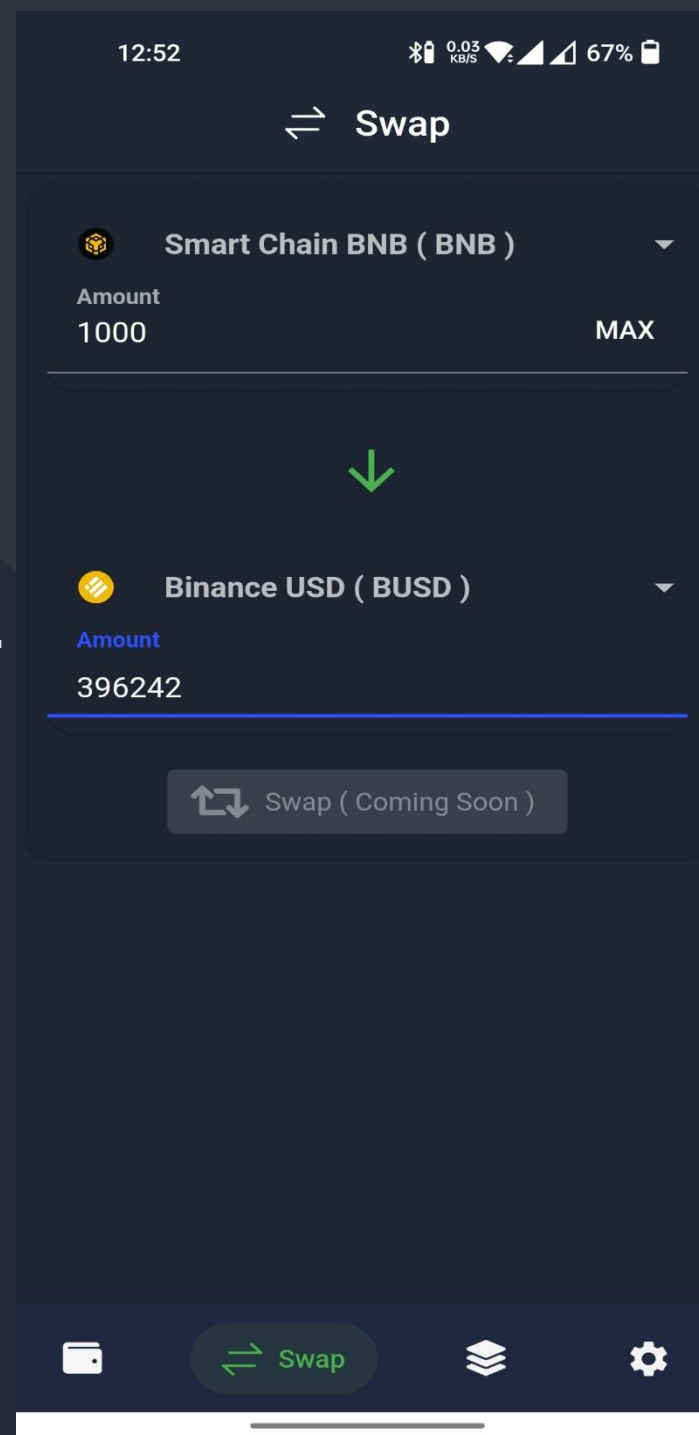 12:52 0.03 KB/S 67%
Swap
Smart Chain BNB ( BNB )
Amount
1000 MAX
Binance USD ( BUSD )
Amount
396242
Swap ( Coming Soon )
Swap